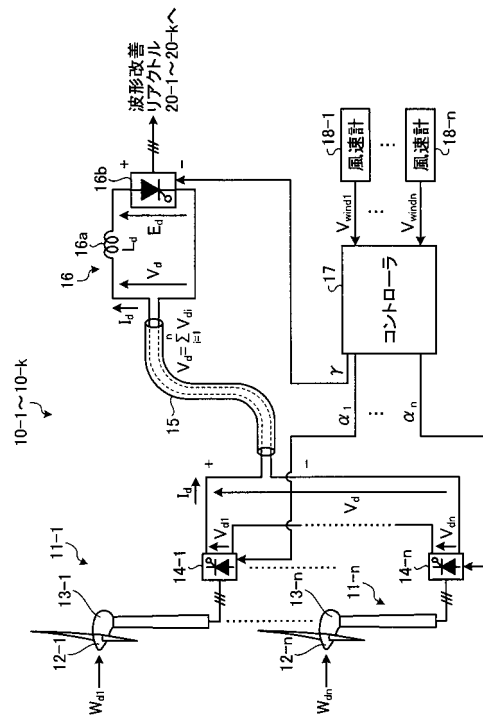 10-1〜10-k
11-1
13-1
12-1
W_d1
14-1
V_d1
I_d
+
V_d
−
15
V_d=Σ^n_{i=1} V_di
I_d
16
16a
L_d
V_d
E_d
16b
+
−
波形改善
リアクトル
20-1〜20-kへ
11-n
13-n
12-n
W_dn
14-n
V_dn
γ
α_1
...
α_n
17
コントローラ
V_wind1
...
V_windn
18-1
風速計
...
風速計
18-n